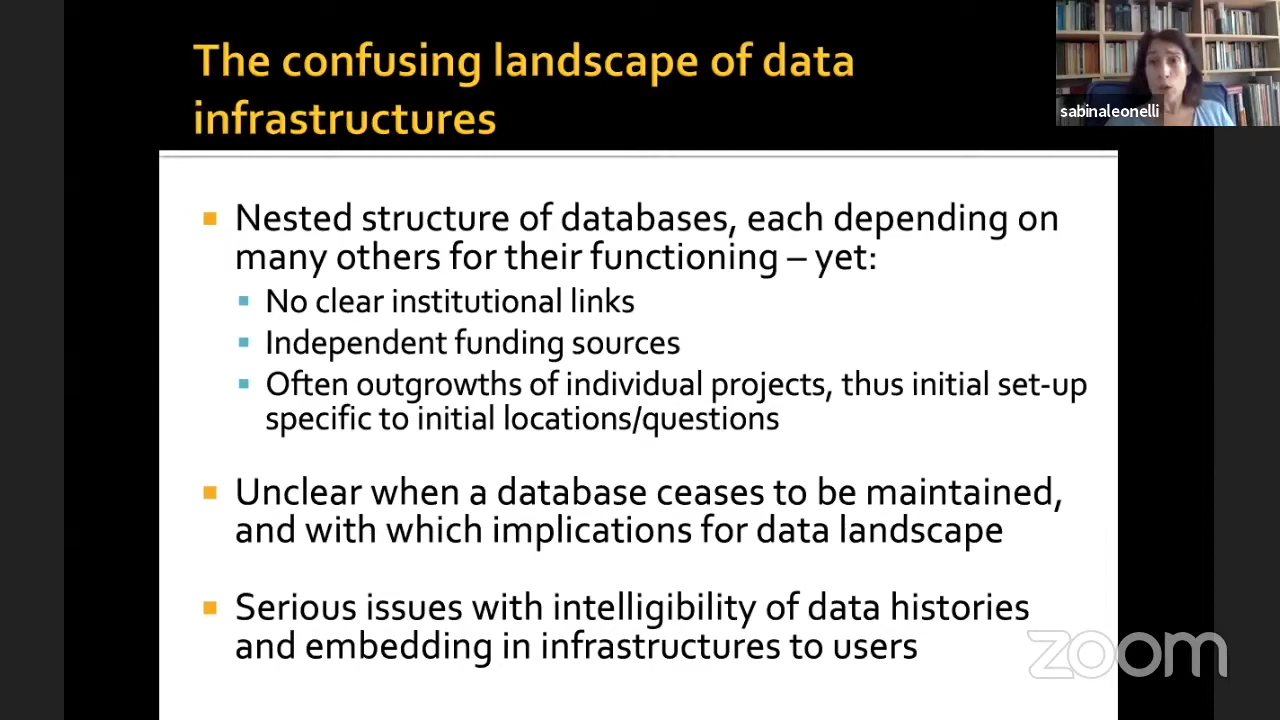 The confusing landscape of data
infrastructures
sabinaleonelli
Nested structure of databases, each depending on
many others for their functioning – yet:
No clear institutional links
Independent funding sources
Often outgrowths of individual projects, thus initial set-up
specific to initial locations/questions
Unclear when a database ceases to be maintained,
and with which implications for data landscape
Serious issues with intelligibility of data histories
and embedding in infrastructures to users
zoom